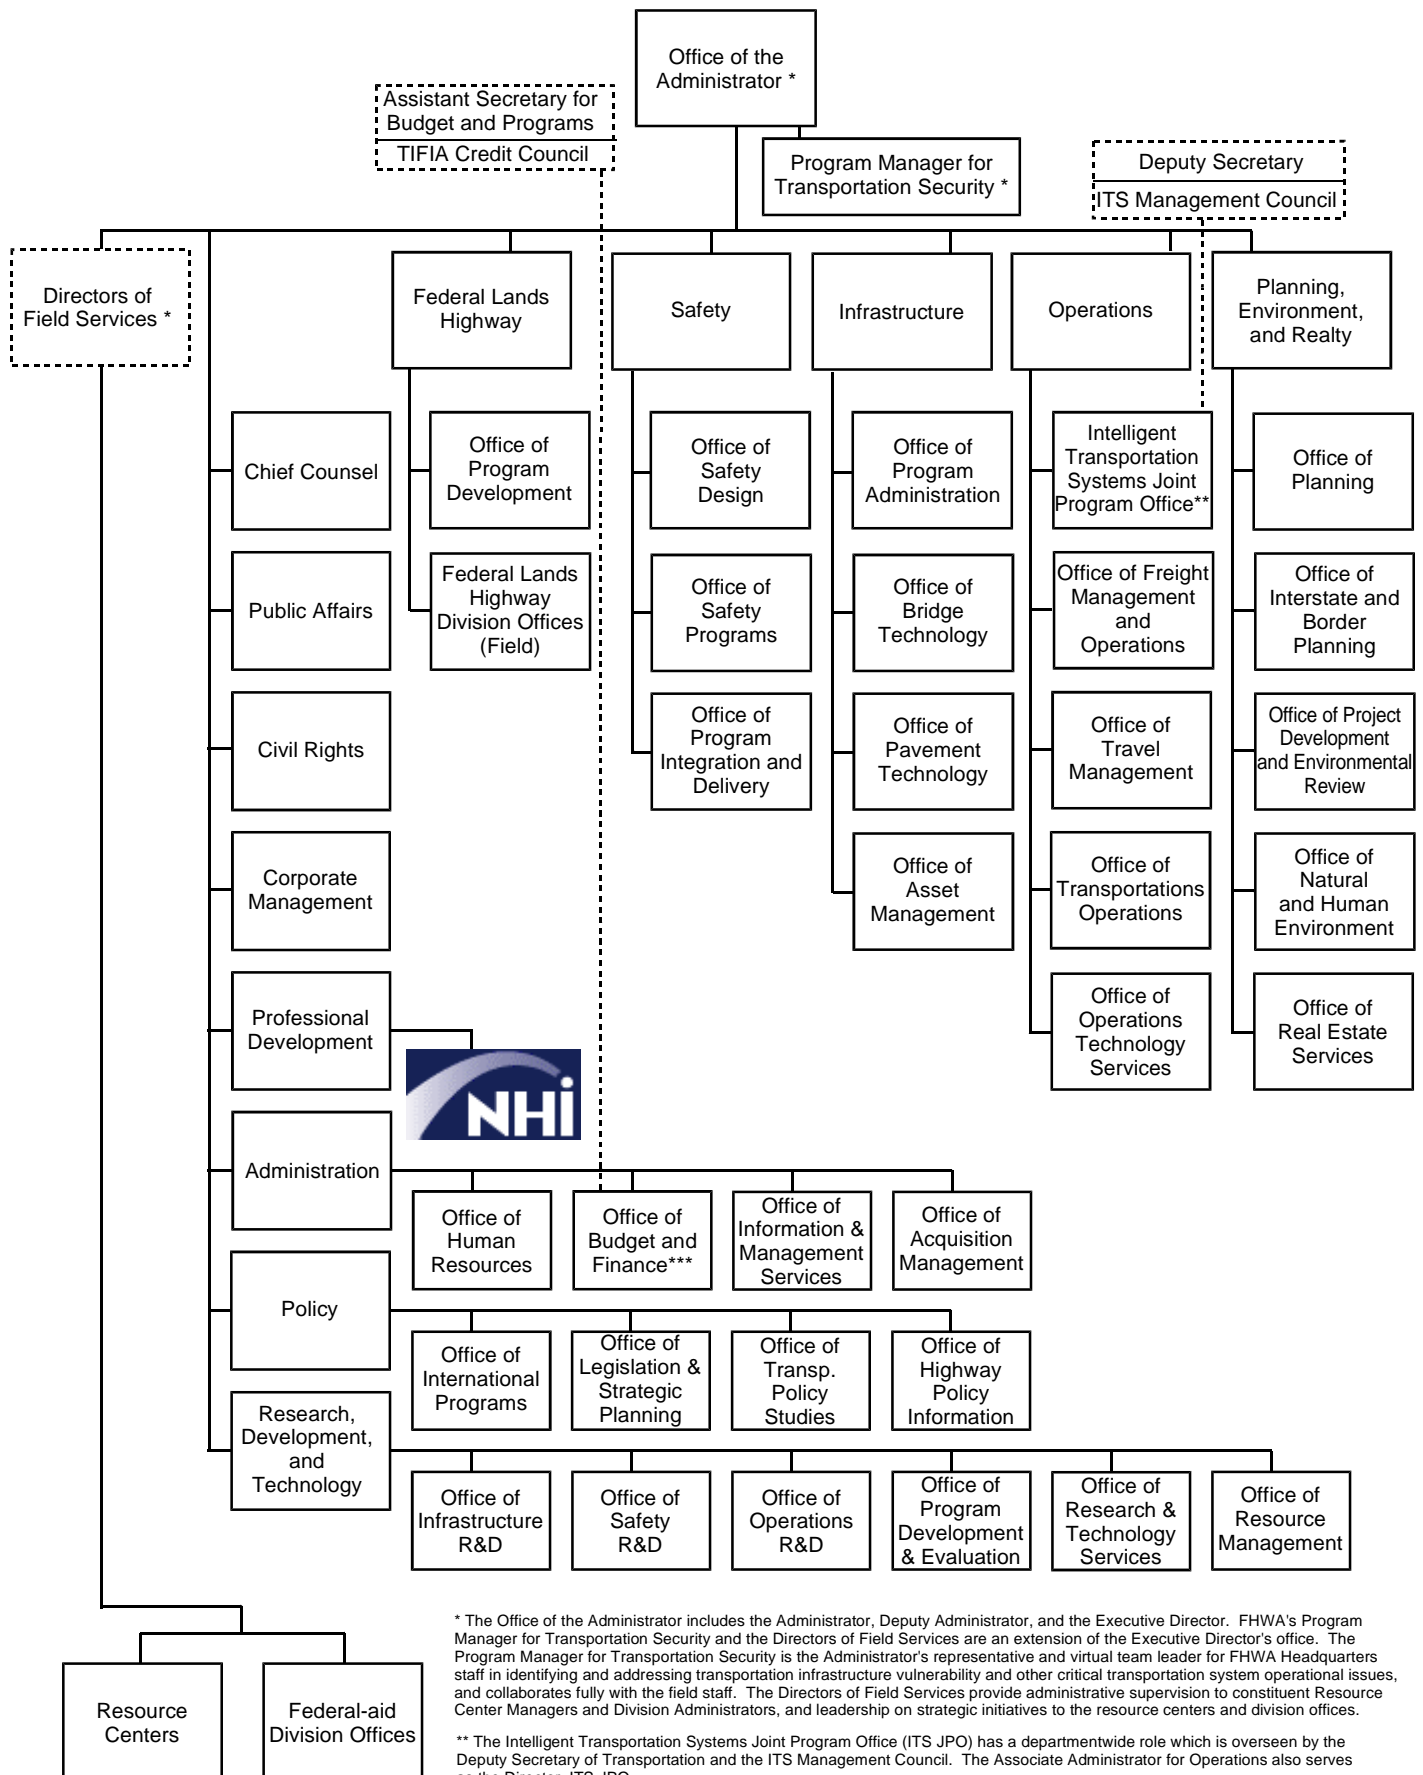 Office of the
Administrator *
Assistant Secretary for
Budget and Programs
TIFIA Credit Council
Program Manager for
Transportation Security *
Deputy Secretary
ITS Management Council
Directors of
Field Services *
Federal Lands
Highway
Safety
Infrastructure
Operations
Planning,
Environment,
and Realty
Chief Counsel
Office of
Program
Development
Office of
Safety
Design
Office of
Program
Administration
Intelligent
Transportation
Systems Joint
Program Office**
Office of
Planning
Public Affairs
Federal Lands
Highway
Division Offices
(Field)
Office of
Safety
Programs
Office of
Bridge
Technology
Office of Freight
Management
and
Operations
Office of
Interstate and
Border
Planning
Civil Rights
Office of
Program
Integration and
Delivery
Office of
Pavement
Technology
Office of
Travel
Management
Office of Project
Development
and Environmental
Review
Corporate
Management
Office of
Asset
Management
Office of
Transportations
Operations
Office of
Natural
and Human
Environment
Professional
Development
NHi
Office of
Operations
Technology
Services
Office of
Real Estate
Services
Administration
Office of
Human
Resources
Office of
Budget and
Finance***
Office of
Information &
Management
Services
Office of
Acquisition
Management
Policy
Office of
International
Programs
Office of
Legislation &
Strategic
Planning
Office of
Transp.
Policy
Studies
Office of
Highway
Policy
Information
Research,
Development,
and
Technology
Office of
Infrastructure
R&D
Office of
Safety
R&D
Office of
Operations
R&D
Office of
Program
Development
& Evaluation
Office of
Research &
Technology
Services
Office of
Resource
Management
Resource
Centers
Federal-aid
Division Offices
* The Office of the Administrator includes the Administrator, Deputy Administrator, and the Executive Director. FHWA's Program
Manager for Transportation Security and the Directors of Field Services are an extension of the Executive Director's office. The
Program Manager for Transportation Security is the Administrator's representative and virtual team leader for FHWA Headquarters
staff in identifying and addressing transportation infrastructure vulnerability and other critical transportation system operational issues,
and collaborates fully with the field staff. The Directors of Field Services provide administrative supervision to constituent Resource
Center Managers and Division Administrators, and leadership on strategic initiatives to the resource centers and division offices.
** The Intelligent Transportation Systems Joint Program Office (ITS JPO) has a departmentwide role which is overseen by the
Deputy Secretary of Transportation and the ITS Management Council. The Associate Administrator for Operations also serves